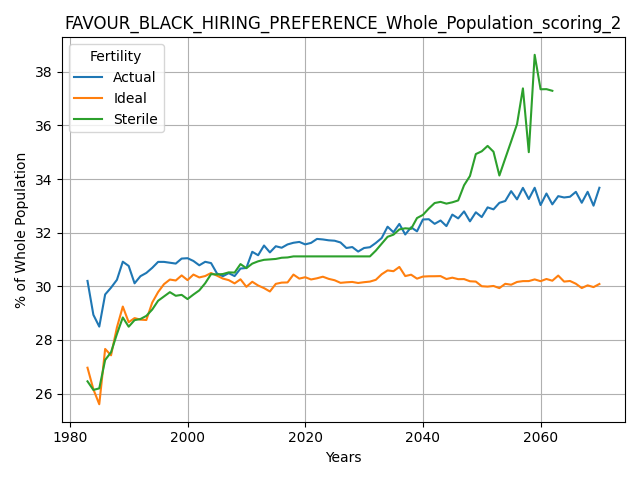 FAVOUR_BLACK_HIRING_PREFERENCE_Whole_Population_scoring_2
Fertility
Actual
Ideal
Sterile
% of Whole Population
38
36
34
32
30
28
26
1980
2000
2020
2040
2060
Years